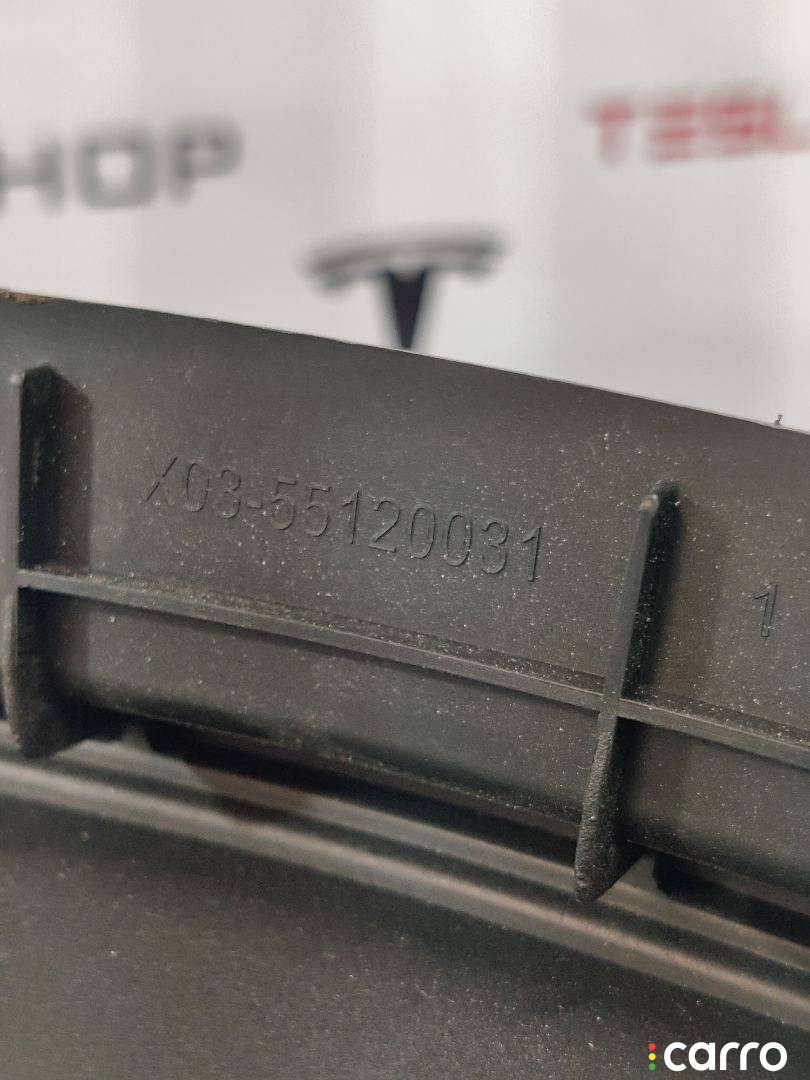 HOP
TESL
X03-55120031
1
carro